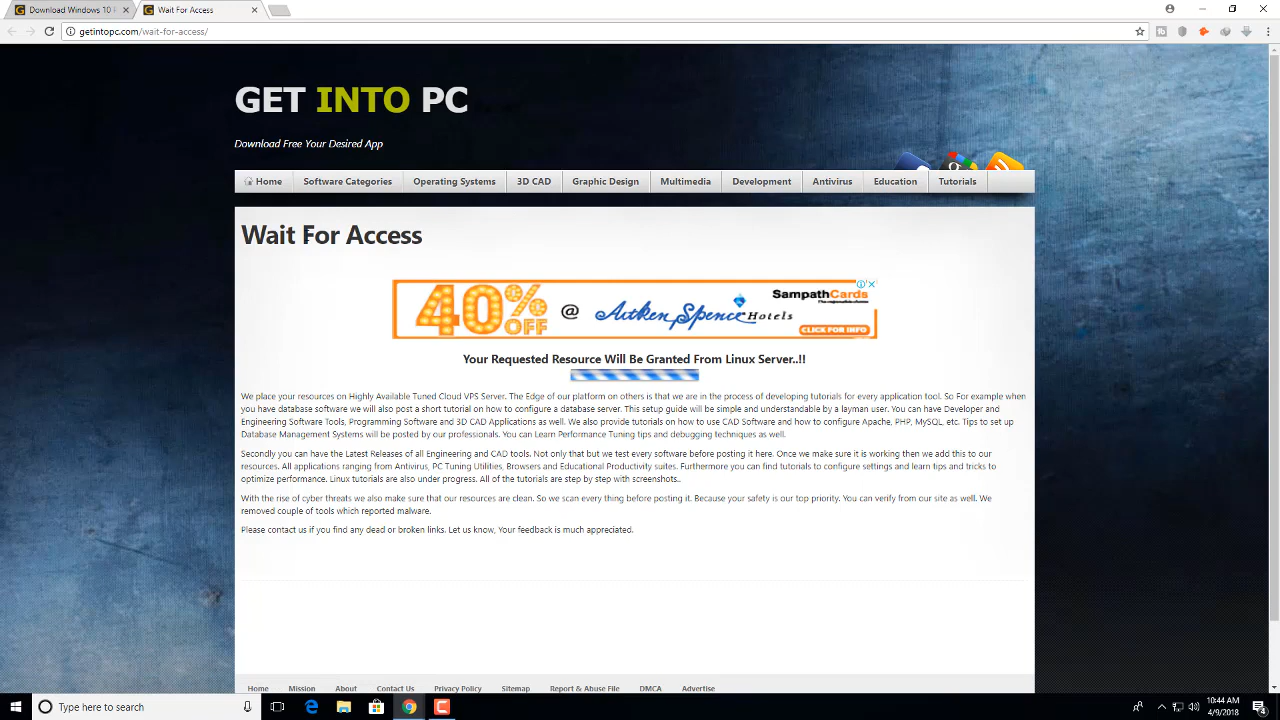 Download Windows 10
Wait For Access
getintopc.com/wait-for-access/
GET INTO PC
Download Free Your Desired App
Home Software Categories Operating Systems 3D CAD Graphic Design Multimedia Development Antivirus Education Tutorials
Wait For Access
40% OFF @ Aitken Spence Hotels
SampathCards
CLICK FOR INFO
Your Requested Resource Will Be Granted From Linux Server..!!
We place your resources on Highly Available Tuned Cloud VPS Server. The Edge of our platform on others is that we are in the process of developing tutorials for every application tool. So For example when
you have database software we will also post a short tutorial on how to configure a database server. This setup guide will be simple and understandable by a layman user. You can have Developer and
Engineering Software Tools, Programming Software and 3D CAD Applications as well. We also provide tutorials on how to use CAD Software and how to configure Apache, PHP, MySQL, etc. Tips to set up
Database Management Systems will be posted by our professionals. You can Learn Performance Tuning tips and debugging techniques as well.
Secondly you can have the Latest Releases of all Engineering and CAD tools. Not only that but we test every software before posting it here. Once we make sure it is working then we add this to our
resources. All applications ranging from Antivirus, PC Tuning Utilities, Browsers and Educational Productivity suites. Furthermore you can find tutorials to configure settings and learn tips and tricks to
optimize performance. Linux tutorials are also under progress. All of the tutorials are step by step with screenshots..
With the rise of cyber threats we also make sure that our resources are clean. So we scan everything before posting it. Because your safety is our top priority. You can verify from our site as well. We
removed couple of tools which reported malware.
Please contact us if you find any dead or broken links. Let us know, Your feedback is much appreciated.
Home Mission About Contact Us Privacy Policy Sitemap Report & Abuse File DMCA Advertise
Type here to search
10:44 AM
4/9/2018
4